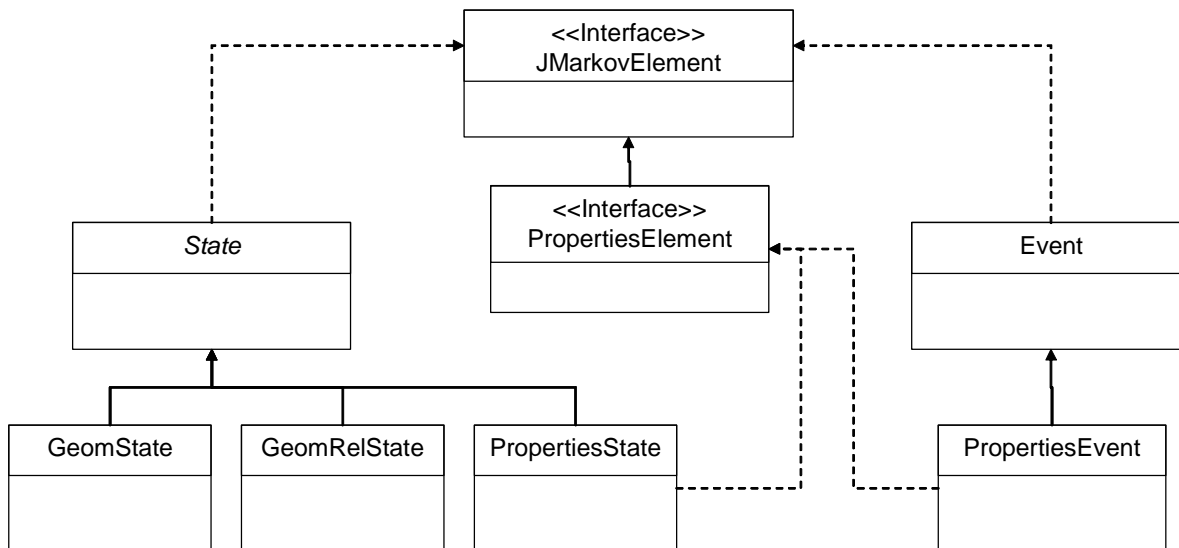 <<Interface>>
JMarkovElement
<<Interface>>
PropertiesElement
State
Event
GeomState
GeomRelState
PropertiesState
PropertiesEvent